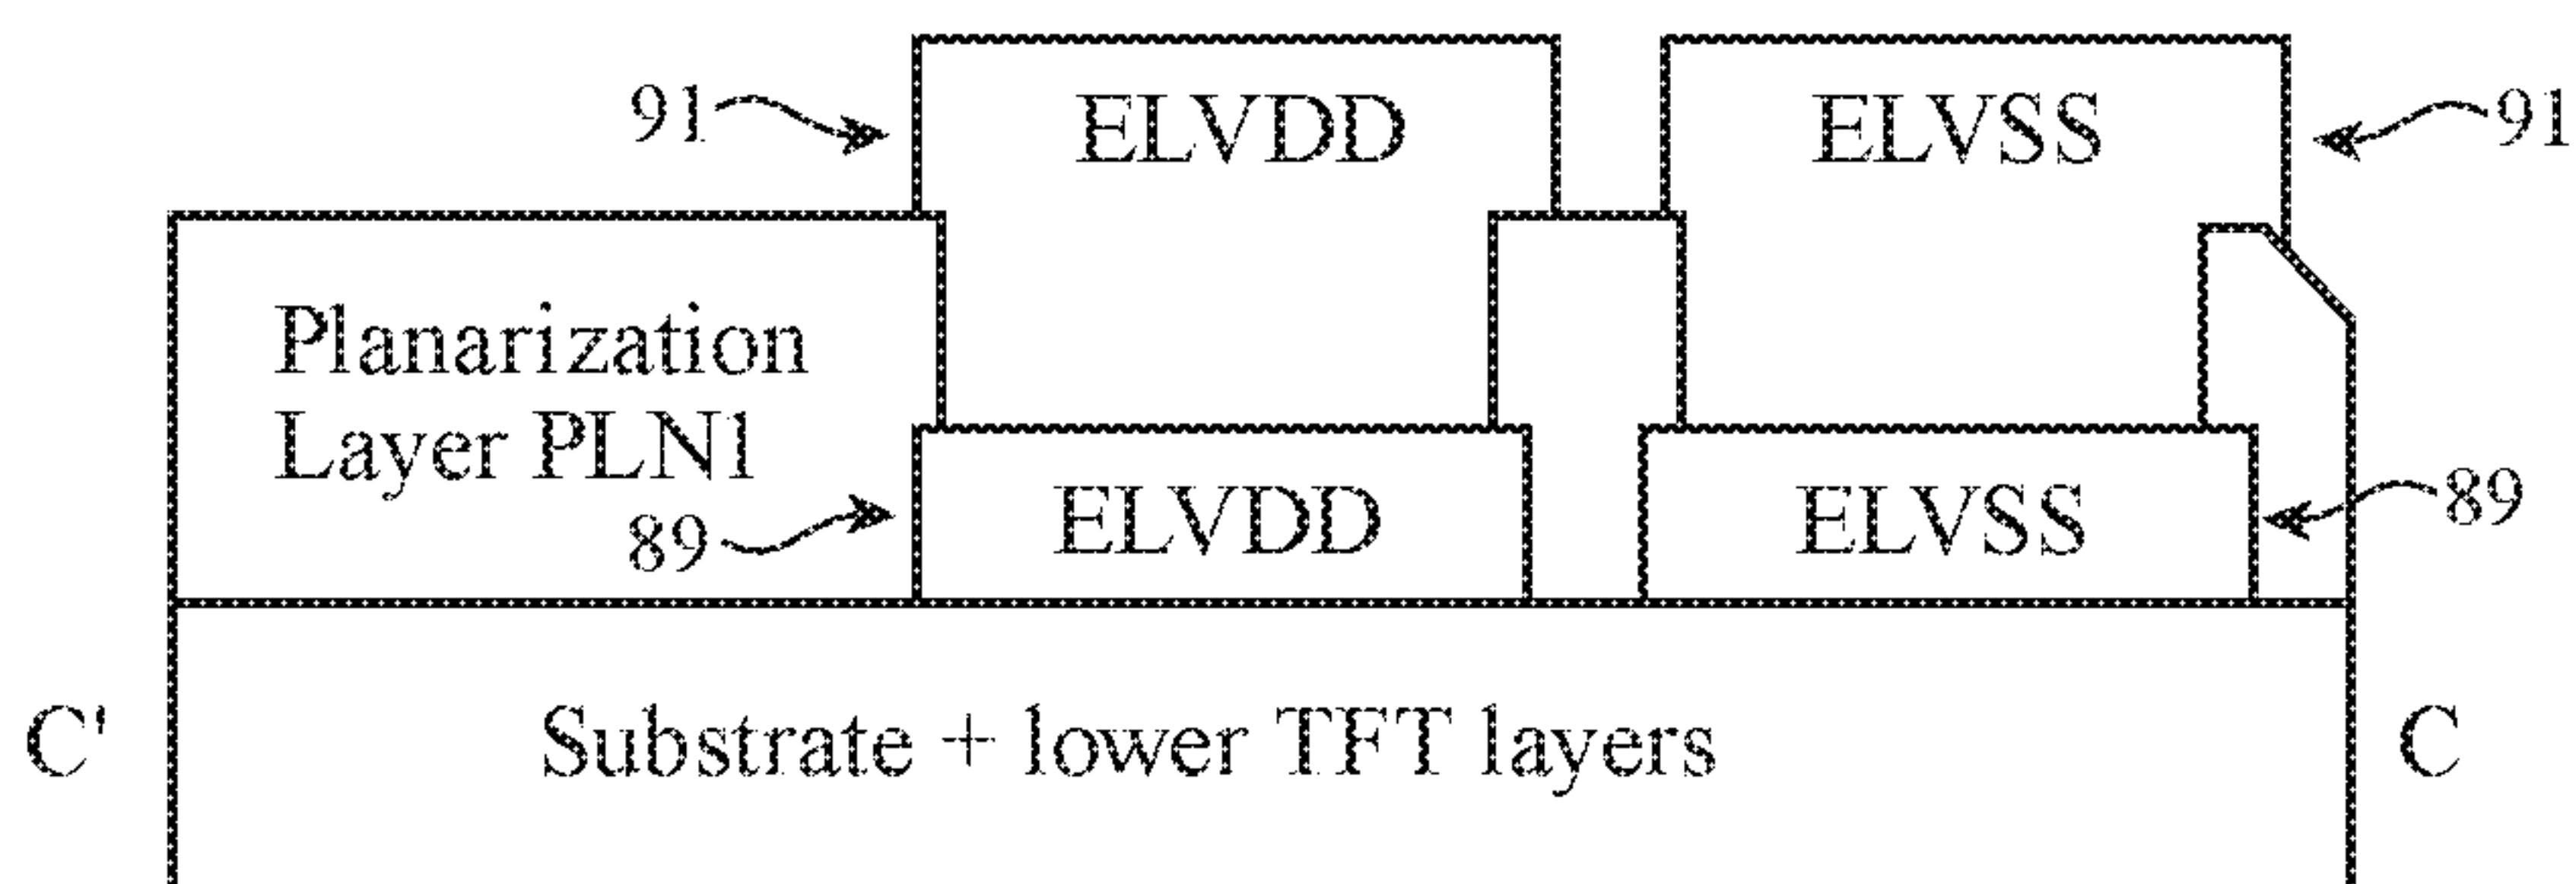 91 ELVDD ELVSS 91
Planarization
Layer PLN1
89 ELVDD ELVSS 89
C' Substrate + lower TFT layers C